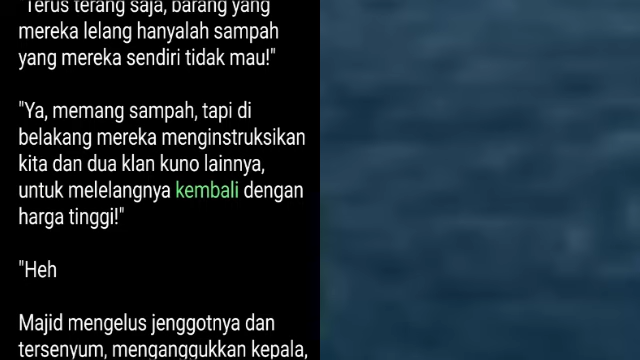 "Terus terang saja, barang yang
mereka lelang hanyalah sampah
yang mereka sendiri tidak mau!"
"Ya, memang sampah, tapi di
belakang mereka menginstruksikan
kita dan dua klan kuno lainnya,
untuk melelangnya kembali dengan
harga tinggi!"
"Heh
Majid mengelus jenggotnya dan
tersenyum, menganggukkan kepala,